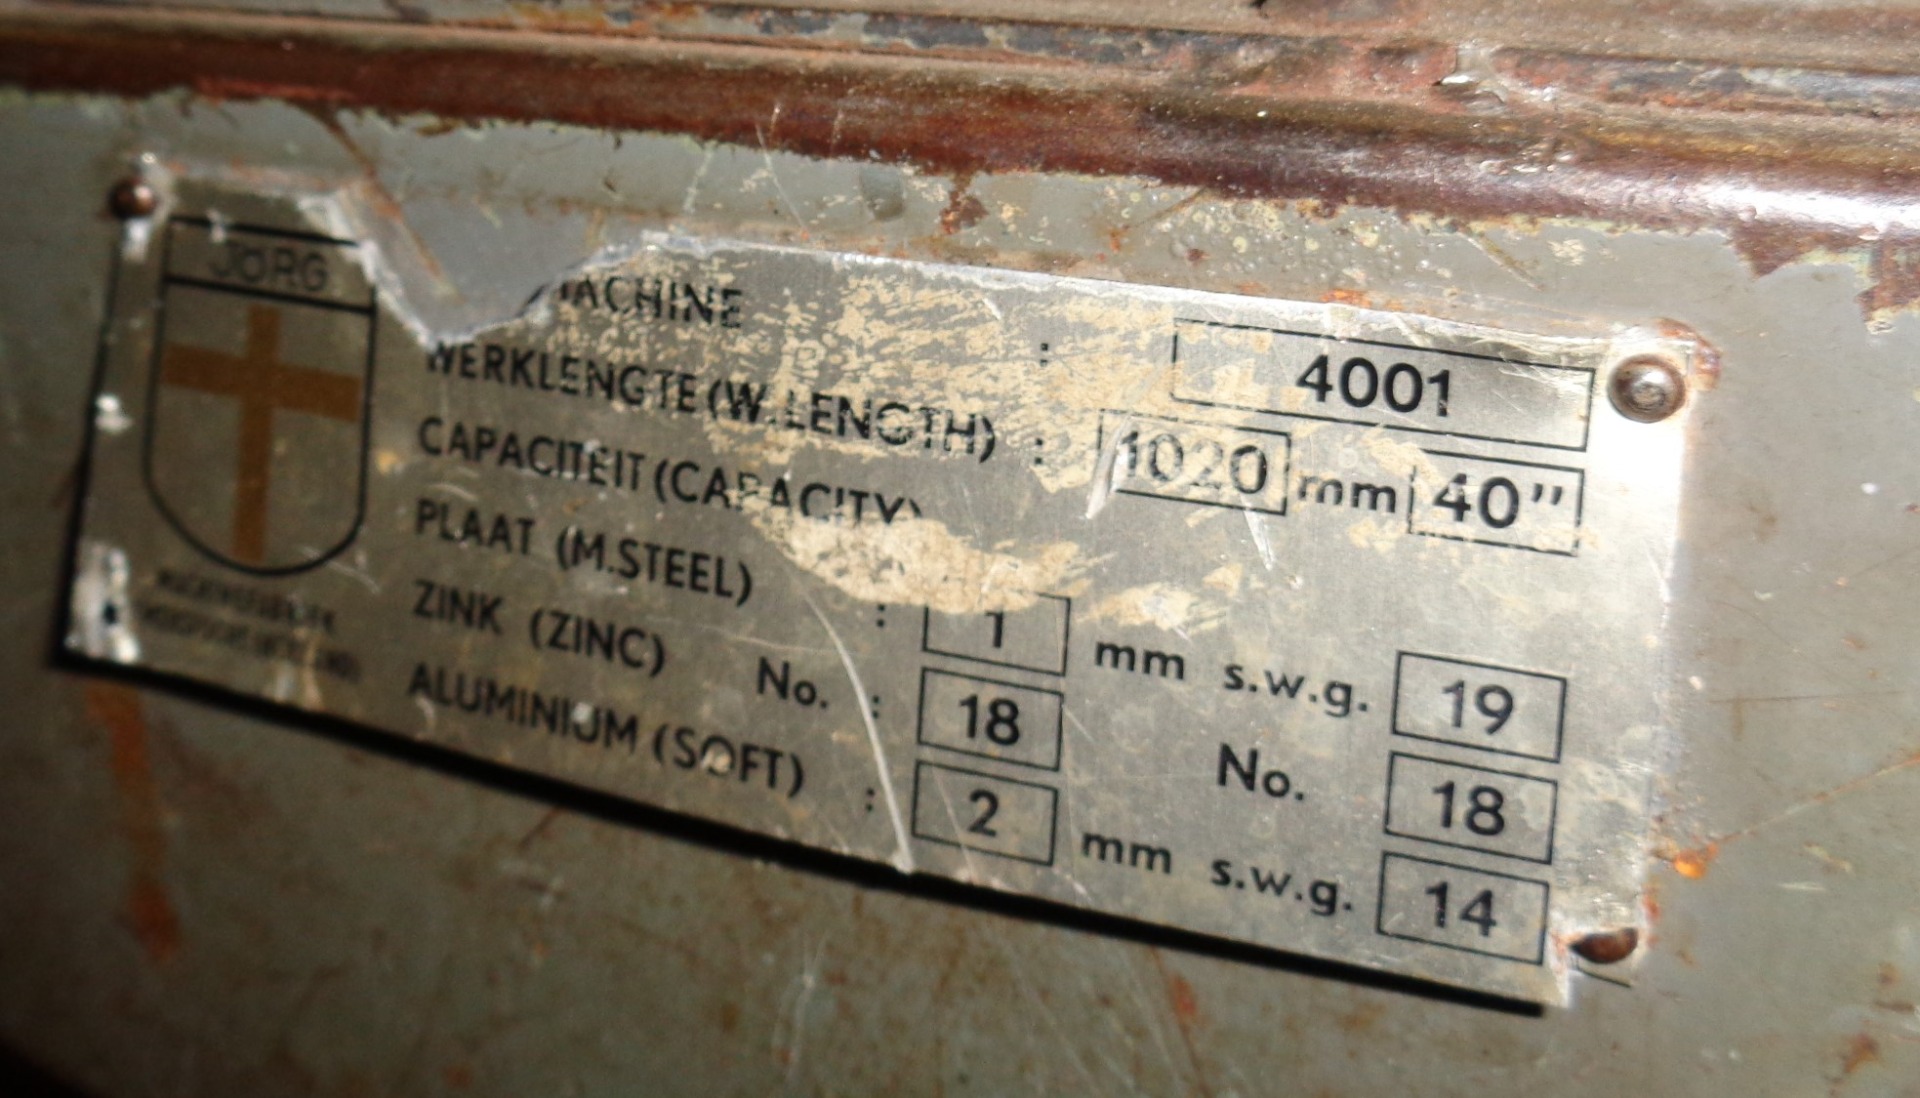 JÖRG
MACHINE : 4001
WERKLENGTE (W. LENGTH) : 1020 mm 40"
CAPACITEIT (CAPACITY)
PLAAT (M. STEEL) : 1 mm s.w.g. 19
ZINK (ZINC) No. : 18 No. 18
ALUMINIUM (SOFT) : 2 mm s.w.g. 14